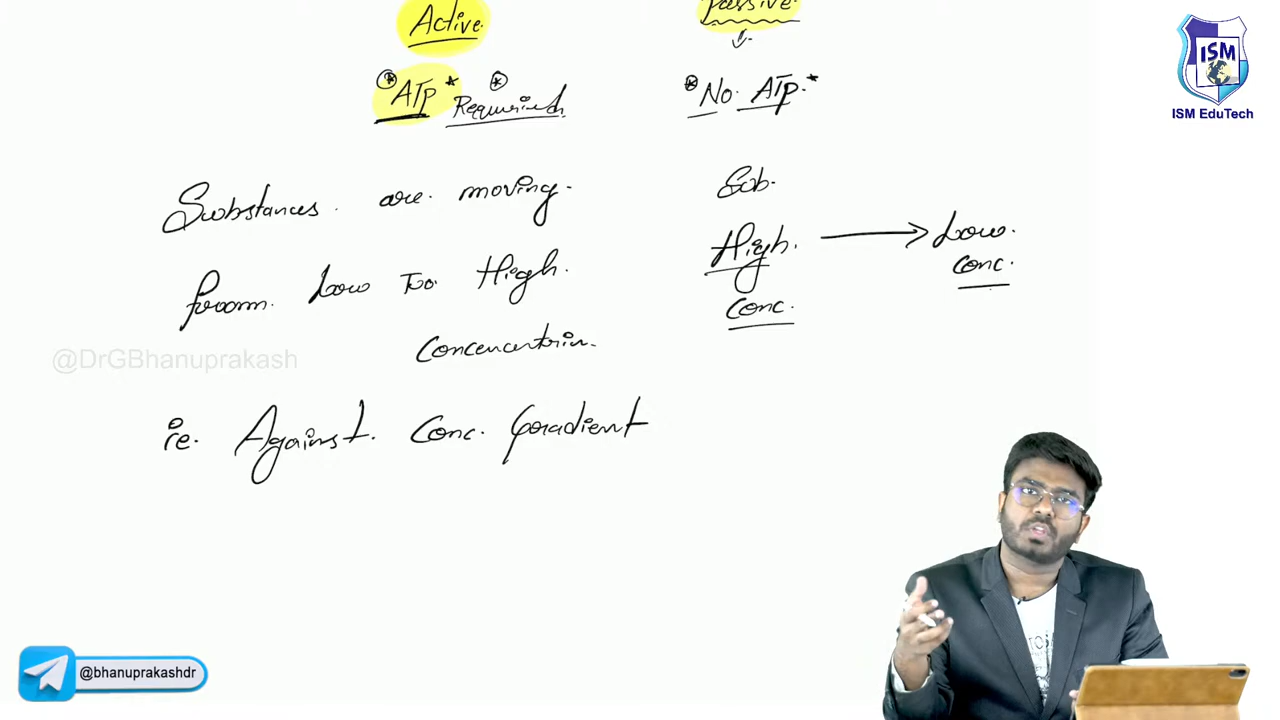 Active.
Passive.
ATP Required
No. ATP.
ISM
ISM EduTech
Substances. are. moving.
from. Low To High.
Concentration.
Sub.
High. → Low.
Conc. Conc.
@DrGBhanuprakash
ie. Against. Conc. Gradient
@bhanuprakashdr